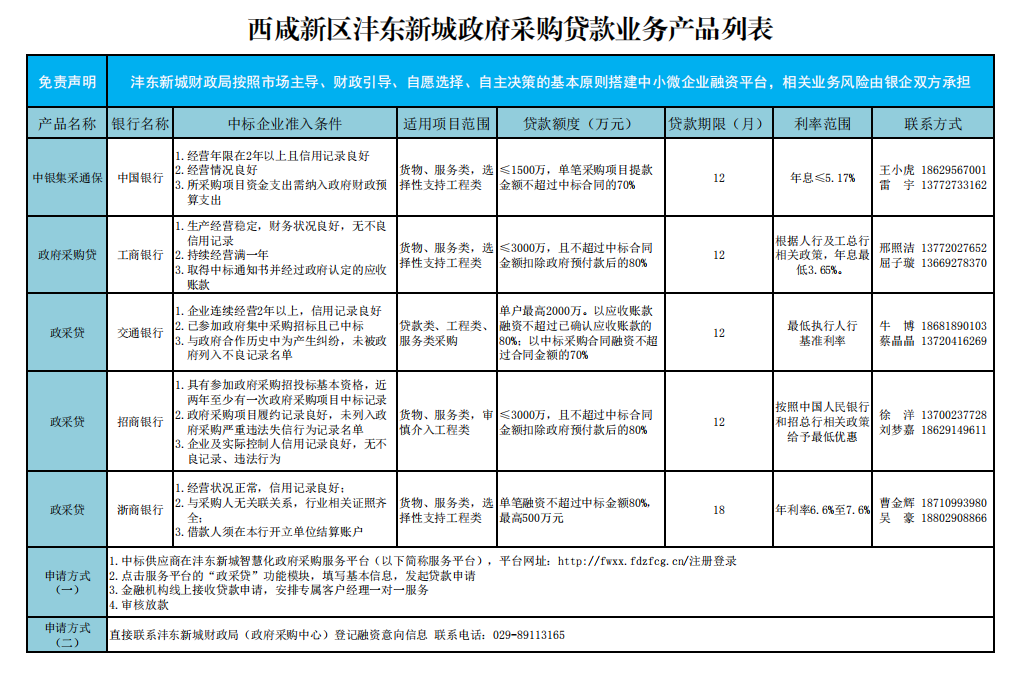 西咸新区沣东新城政府采购贷款业务产品列表
免责声明
沣东新城财政局按照市场主导、财政引导、自愿选择、自主决策的基本原则搭建中小微企业融资平台，相关业务风险由银企双方承担
产品名称 银行名称 中标企业准入条件 适用项目范围 贷款额度（万元） 贷款期限（月） 利率范围 联系方式
中银集采通保
中国银行
1.经营年限在2年以上且信用记录良好
2.经营情况良好
3.所采购项目资金支出需纳入政府财政预
算支出
货物、服务类，选
择性支持工程类
≤1500万，单笔采购项目提款
金额不超过中标合同的70%
12
年息≤5.17%
王小虎 18629567001
雷 宇 13772733162
政府采购贷
工商银行
1.生产经营稳定，财务状况良好，无不良
信用记录
2.持续经营满一年
3.取得中标通知书并经过政府认定的应收
账款
货物、服务类，选
择性支持工程类
≤3000万，且不超过中标合同
金额扣除政府预付款后的80%
12
根据人行及工总行
相关政策，年息最
低3.65%。
邢照洁 13772027652
屈子璇 13669278370
政采贷
交通银行
1.企业连续经营2年以上，信用记录良好
2.已参加政府集中采购招标且已中标
3.与政府合作历史中为产生纠纷，未被政
府列入不良记录名单
贷款类、工程类、
服务类采购
单户最高2000万。以应收账款
融资不超过已确认应收账款的
80%；以中标采购合同融资不超
过合同金额的70%
12
最低执行人行
基准利率
牛 博 18681890103
蔡晶晶 13720416269
政采贷
招商银行
1.具有参加政府采购招投标基本资格，近
两年至少有一次政府采购项目中标记录
2.政府采购项目履约记录良好，未列入政
府采购严重违法失信行为记录名单
3.企业及实际控制人信用记录良好，无不
良记录、违法行为
货物、服务类，审
慎介入工程类
≤3000万，且不超过中标合同
金额扣除政府预付款后的80%
12
按照中国人民银行
和招总行相关政策
给予最低优惠
徐 洋 13700237728
刘梦嘉 18629149611
政采贷
浙商银行
1.经营状况正常，信用记录良好；
2.与采购人无关联关系，行业相关证照齐
全；
3.借款人须在本行开立单位结算账户
货物、服务类，选
择性支持工程类
单笔融资不超过中标金额80%，
最高500万元
18
年利率6.6%至7.6%
曹金辉 18710993980
吴 豪 18802908866
申请方式
（一）
1.中标供应商在沣东新城智慧化政府采购服务平台（以下简称服务平台），平台网址：http://fwxx.fdzfcg.cn/注册登录
2.点击服务平台的“政采贷”功能模块，填写基本信息，发起贷款申请
3.金融机构线上接收贷款申请，安排专属客户经理一对一服务
4.审核放款
申请方式
（二）
直接联系沣东新城财政局（政府采购中心）登记融资意向信息 联系电话：029-89113165